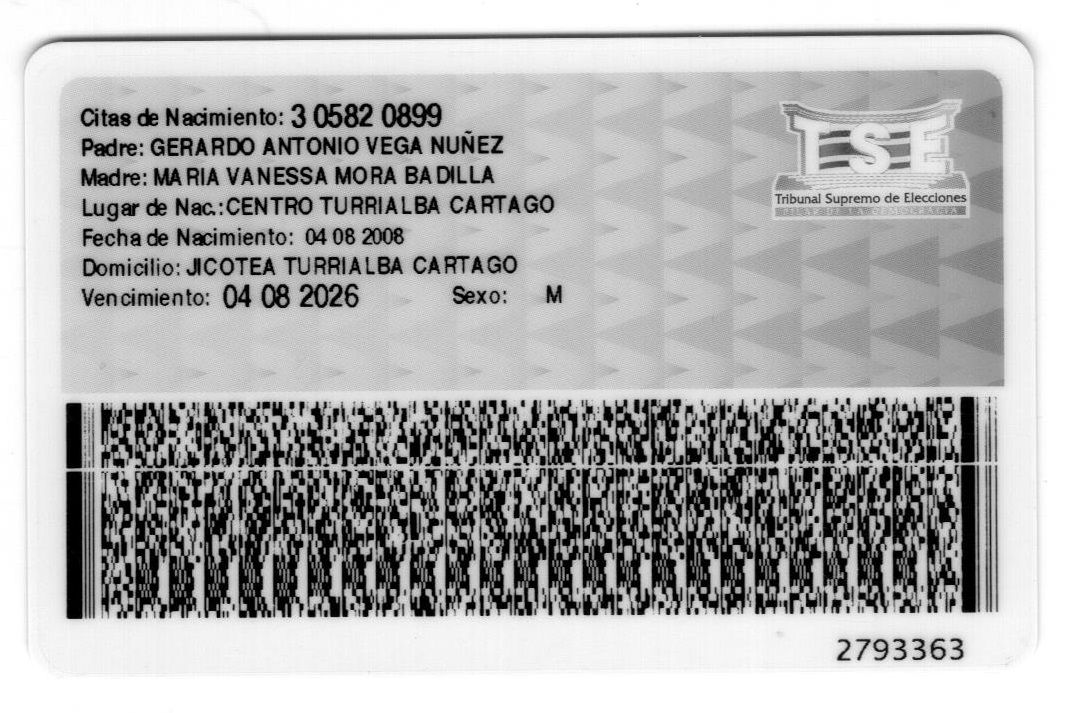 Citas de Nacimiento: 3 0582 0899
Padre: GERARDO ANTONIO VEGA NUÑEZ
Madre: MARIA VANESSA MORA BADILLA
Lugar de Nac.:CENTRO TURRIALBA CARTAGO
Fecha de Nacimiento: 04 08 2008
Domicilio: JICOTEA TURRIALBA CARTAGO
Vencimiento: 04 08 2026 Sexo: M
TSE
Tribunal Supremo de Elecciones
PILAR DE LA DEMOCRACIA
2793363